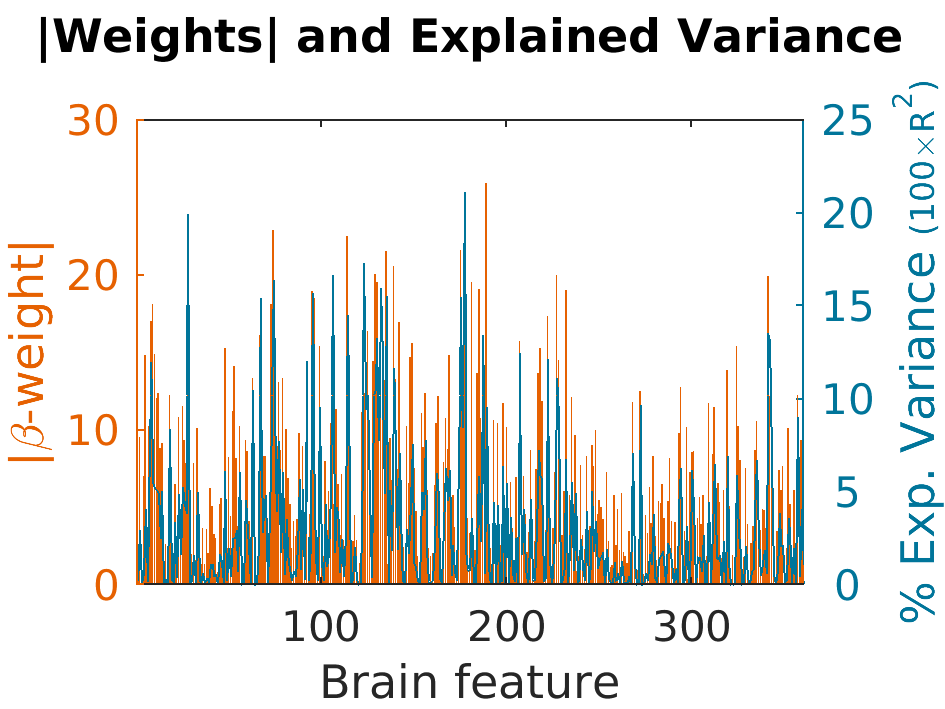 |Weights| and Explained Variance
30
20
10
0
|β-weight|
25
20
15
10
5
0
% Exp. Variance (100×R²)
100 200 300
Brain feature